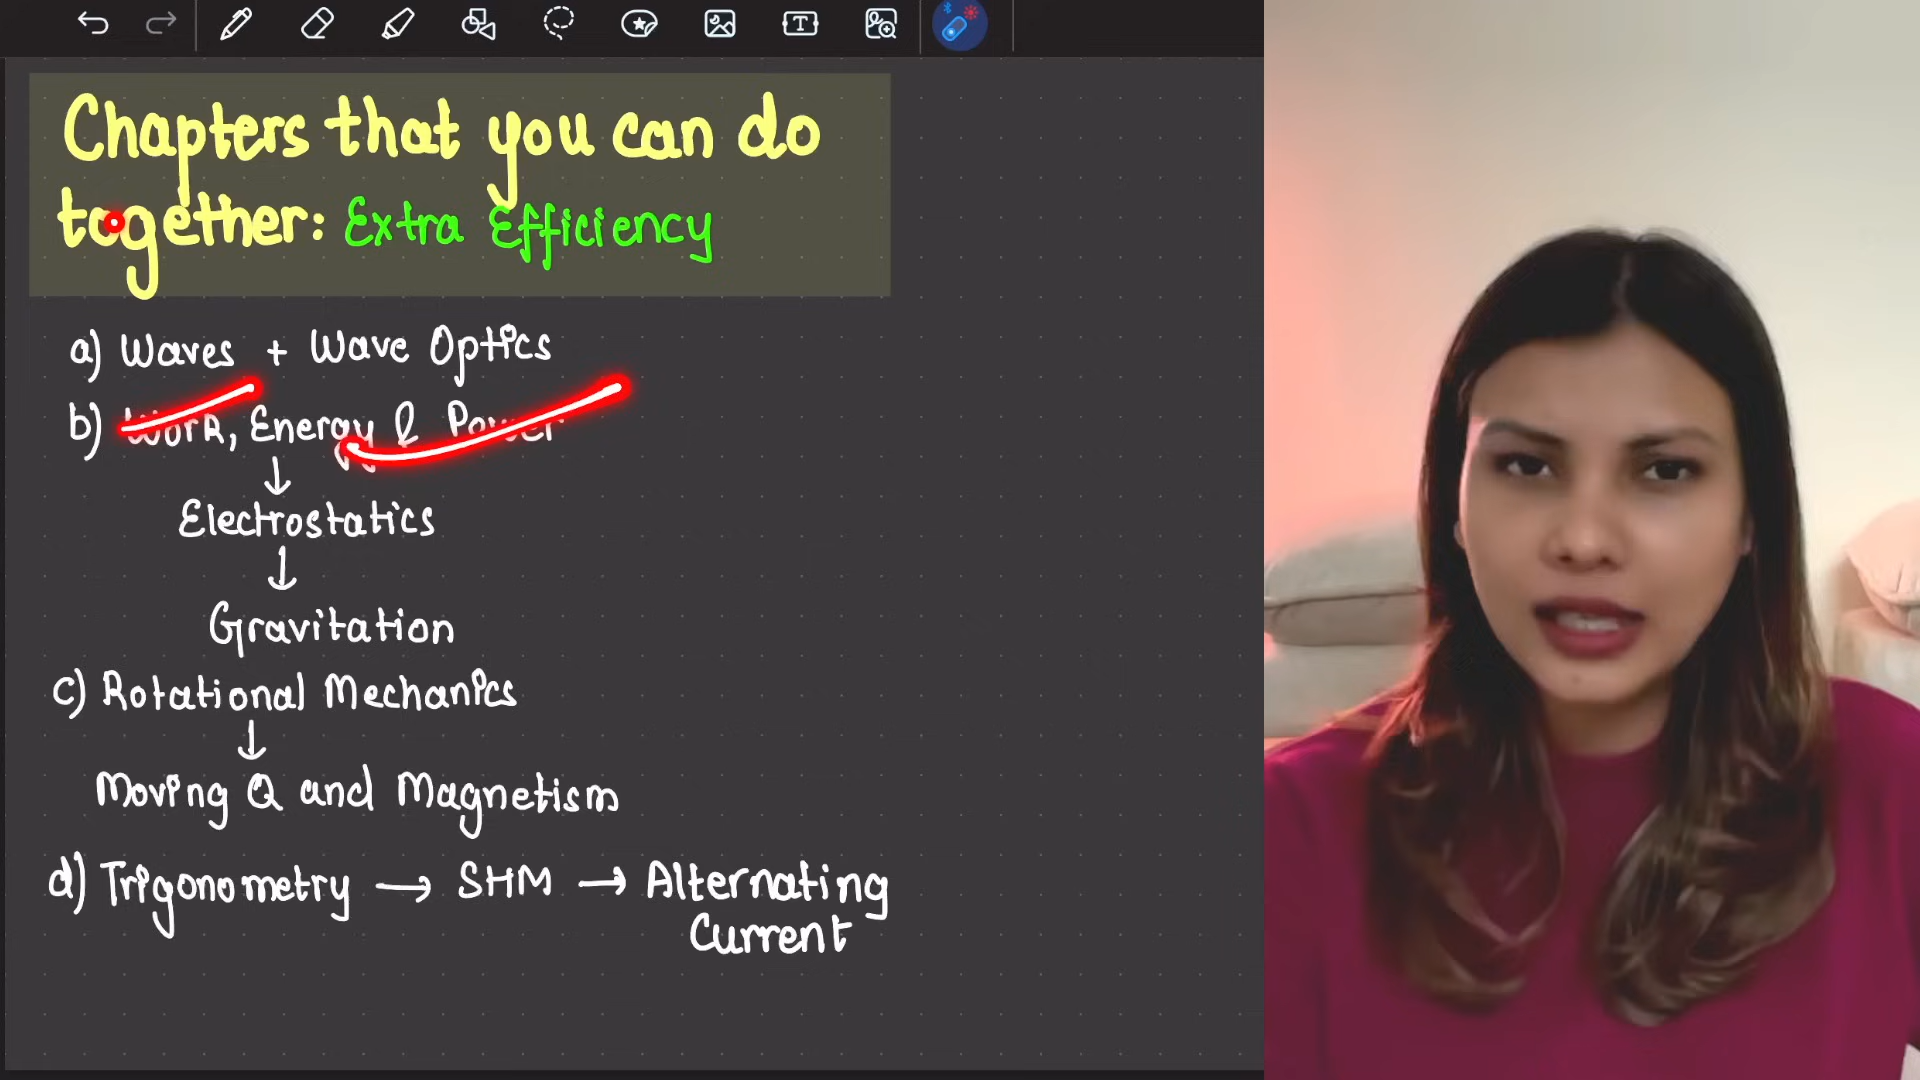 Chapters that you can do
together: Extra Efficiency
a) Waves + Wave Optics
b) Work, Energy & Power
↓
Electrostatics
↓
Gravitation
c) Rotational Mechanics
↓
Moving Q and Magnetism
d) Trigonometry → SHM → Alternating
Current